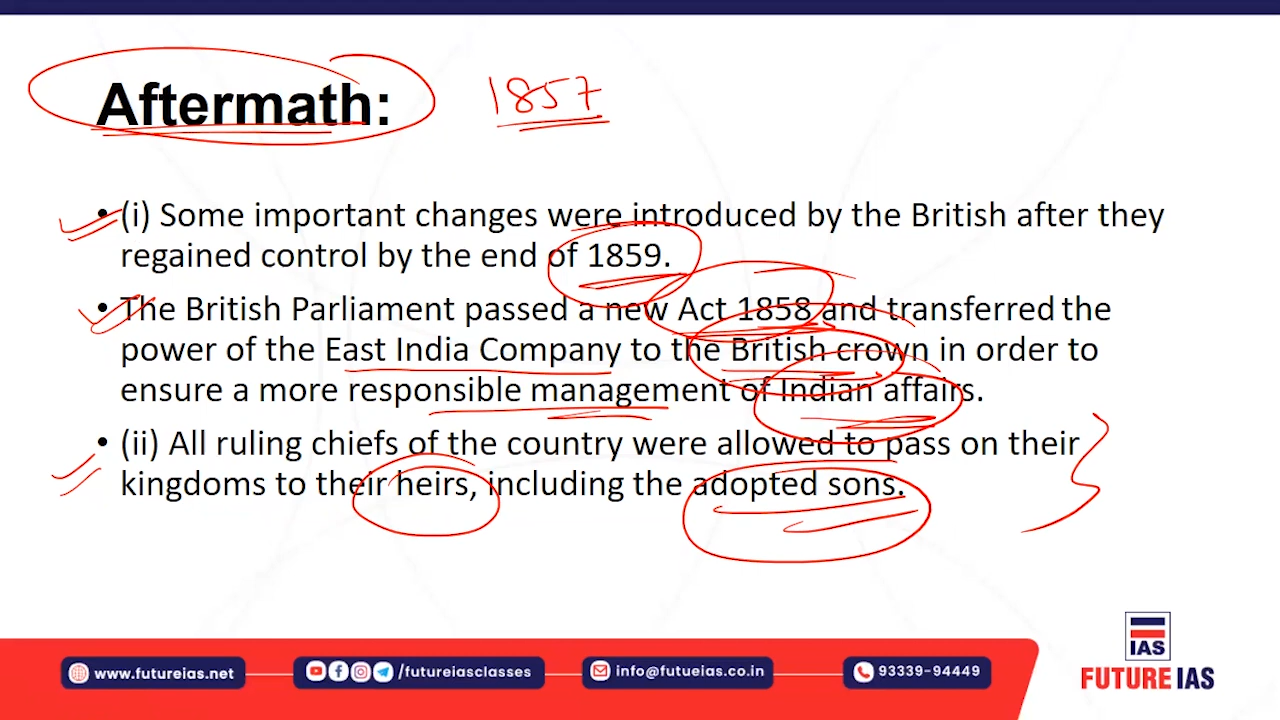 Aftermath: 1857
• (i) Some important changes were introduced by the British after they
regained control by the end of 1859.
• The British Parliament passed a new Act 1858 and transferred the
power of the East India Company to the British crown in order to
ensure a more responsible management of Indian affairs.
• (ii) All ruling chiefs of the country were allowed to pass on their
kingdoms to their heirs, including the adopted sons.
IAS
FUTURE IAS
www.futureias.net /futureiasclasses info@futueias.co.in 93339-94449